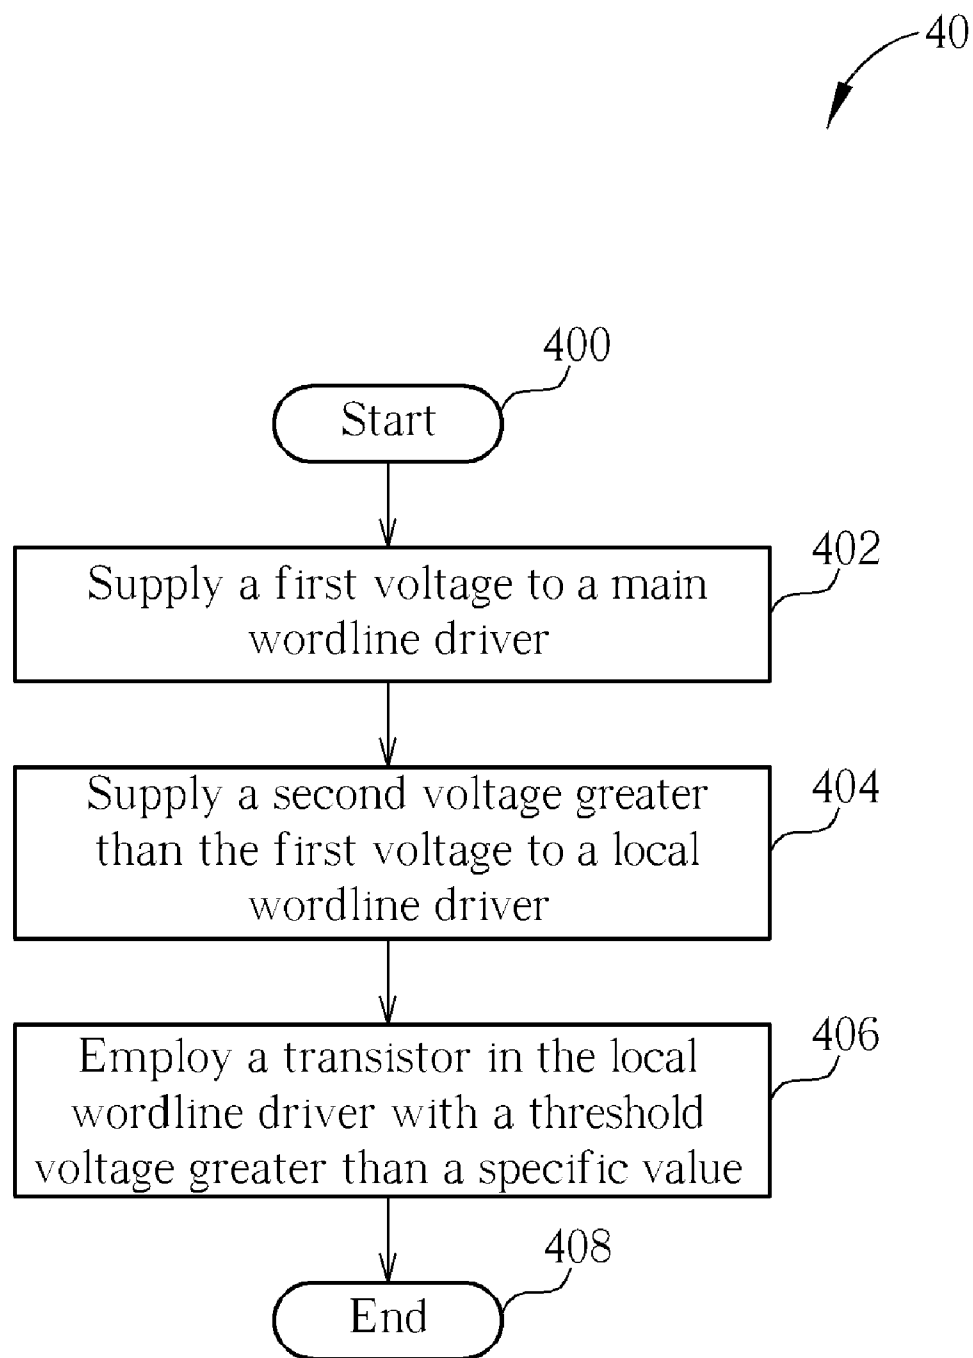 40
400
Start
402
Supply a first voltage to a main
wordline driver
404
Supply a second voltage greater
than the first voltage to a local
wordline driver
406
Employ a transistor in the local
wordline driver with a threshold
voltage greater than a specific value
408
End